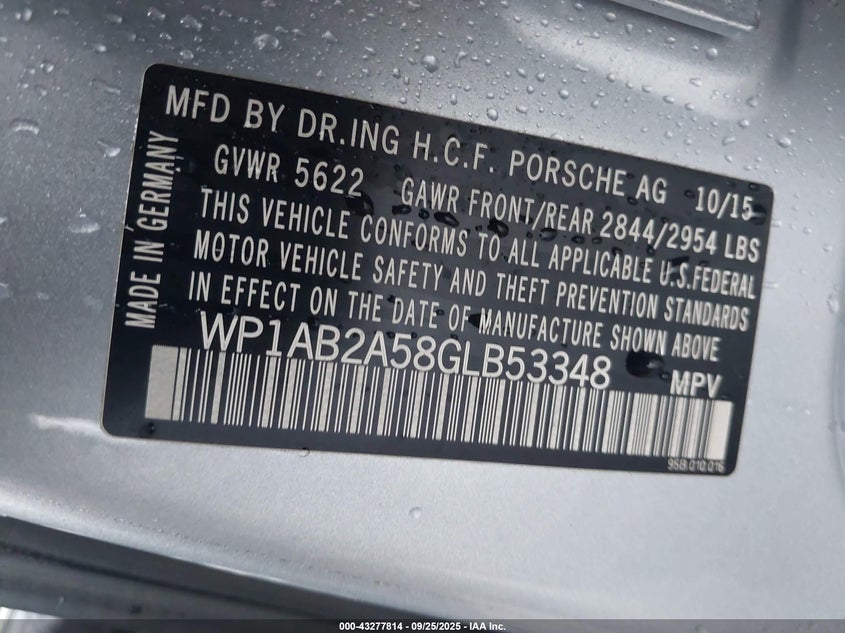 MFD BY DR.ING H.C.F. PORSCHE AG 10/15
GVWR 5622 GAWR FRONT/REAR 2844/2954 LBS
THIS VEHICLE CONFORMS TO ALL APPLICABLE U.S.FEDERAL
MOTOR VEHICLE SAFETY AND THEFT PREVENTION STANDARDS
IN EFFECT ON THE DATE OF MANUFACTURE SHOWN ABOVE
WP1AB2A58GLB53348 MPV
95B.010.016
MADE IN GERMANY
000-43277814 - 09/25/2025 - IAA Inc.